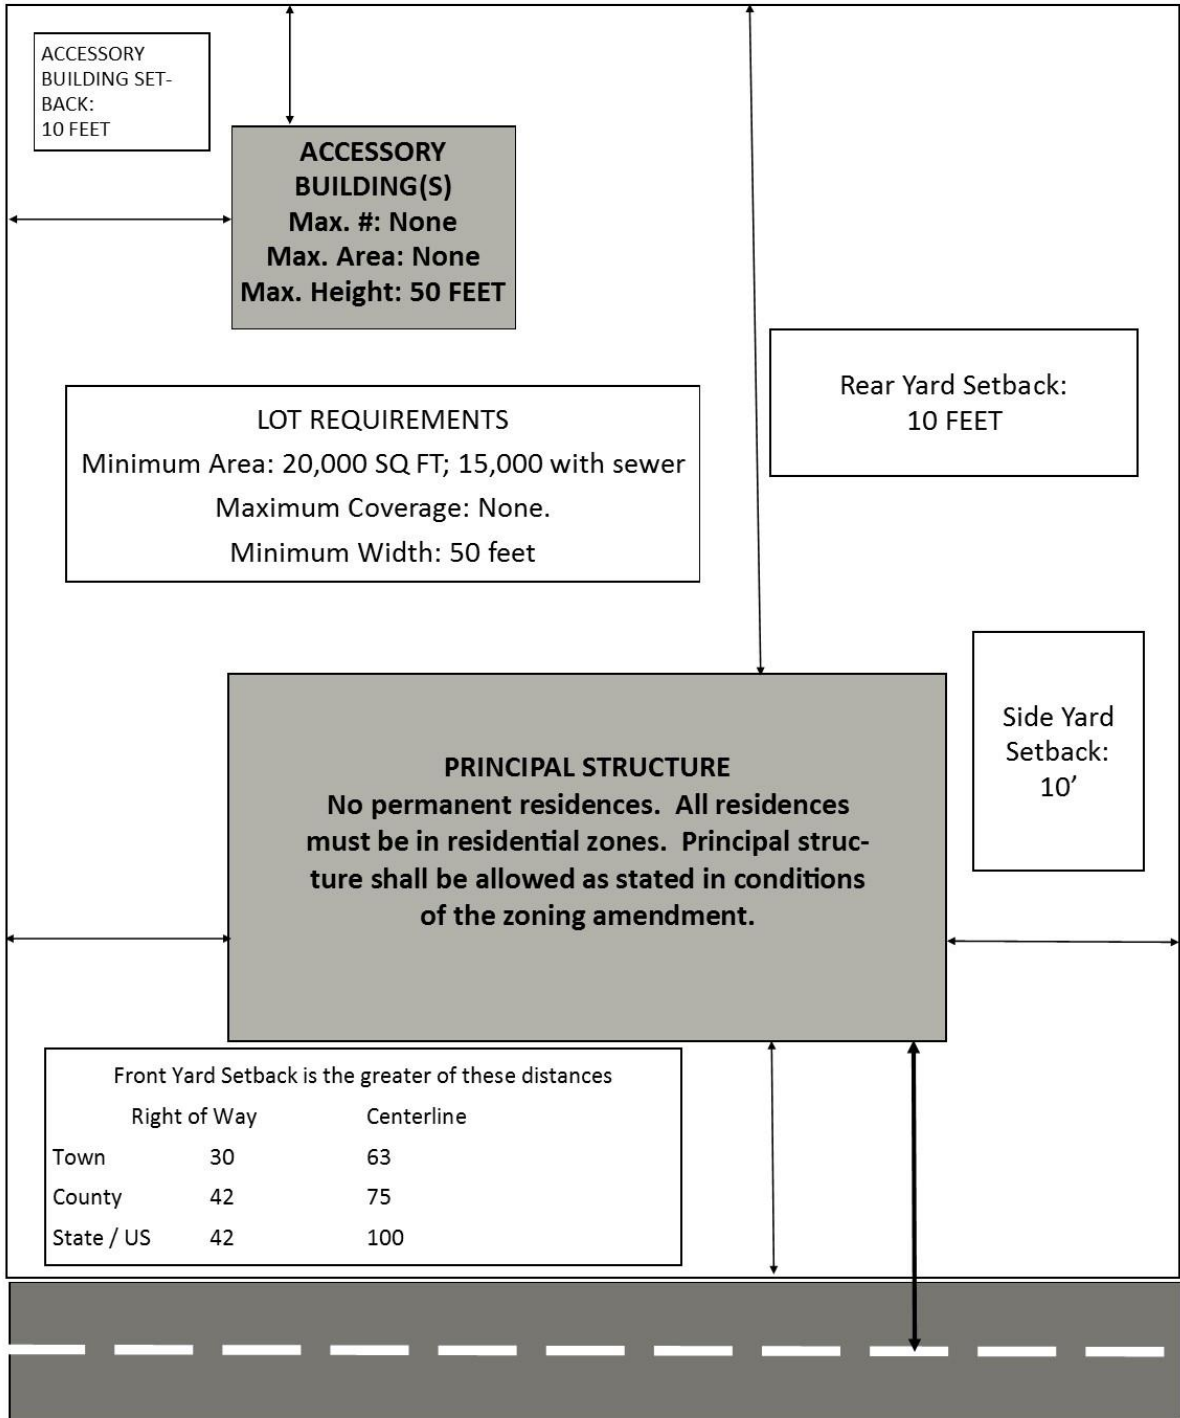 ACCESSORY
BUILDING SET-
BACK:
10 FEET
ACCESSORY
BUILDING(S)
Max. #: None
Max. Area: None
Max. Height: 50 FEET
Rear Yard Setback:
10 FEET
LOT REQUIREMENTS
Minimum Area: 20,000 SQ FT; 15,000 with sewer
Maximum Coverage: None.
Minimum Width: 50 feet
Side Yard
Setback:
10’
PRINCIPAL STRUCTURE
No permanent residences. All residences
must be in residential zones. Principal struc-
ture shall be allowed as stated in conditions
of the zoning amendment.
Front Yard Setback is the greater of these distances
Right of Way Centerline
Town 30 63
County 42 75
State / US 42 100